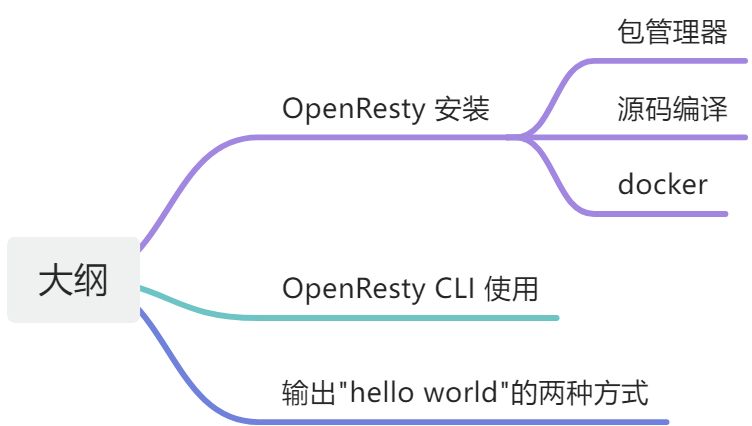 大纲
OpenResty 安装
包管理器
源码编译
docker
OpenResty CLI 使用
输出"hello world"的两种方式